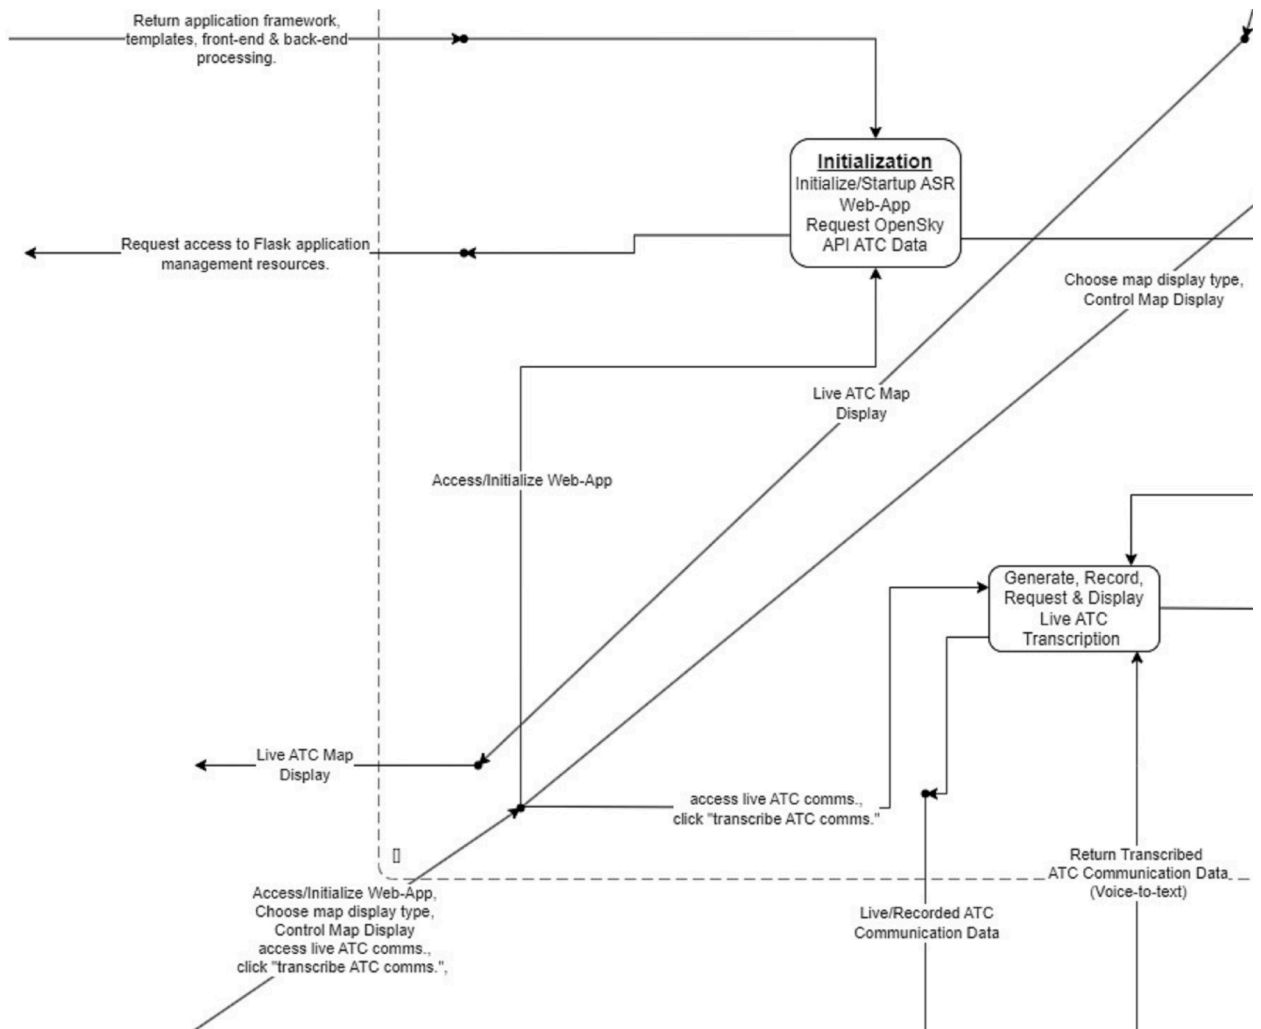 Return application framework,
templates, front-end & back-end
processing.
Initialization
Initialize/Startup ASR
Web-App
Request OpenSky
API ATC Data
Request access to Flask application
management resources.
Choose map display type,
Control Map Display
Live ATC Map
Display
Access/Initialize Web-App
Generate, Record,
Request & Display
Live ATC
Transcription
Live ATC Map
Display
access live ATC comms.,
click "transcribe ATC comms."
[]
Return Transcribed
ATC Communication Data
(Voice-to-text)
Access/Initialize Web-App,
Choose map display type,
Control Map Display
access live ATC comms.,
click "transcribe ATC comms.",
Live/Recorded ATC
Communication Data